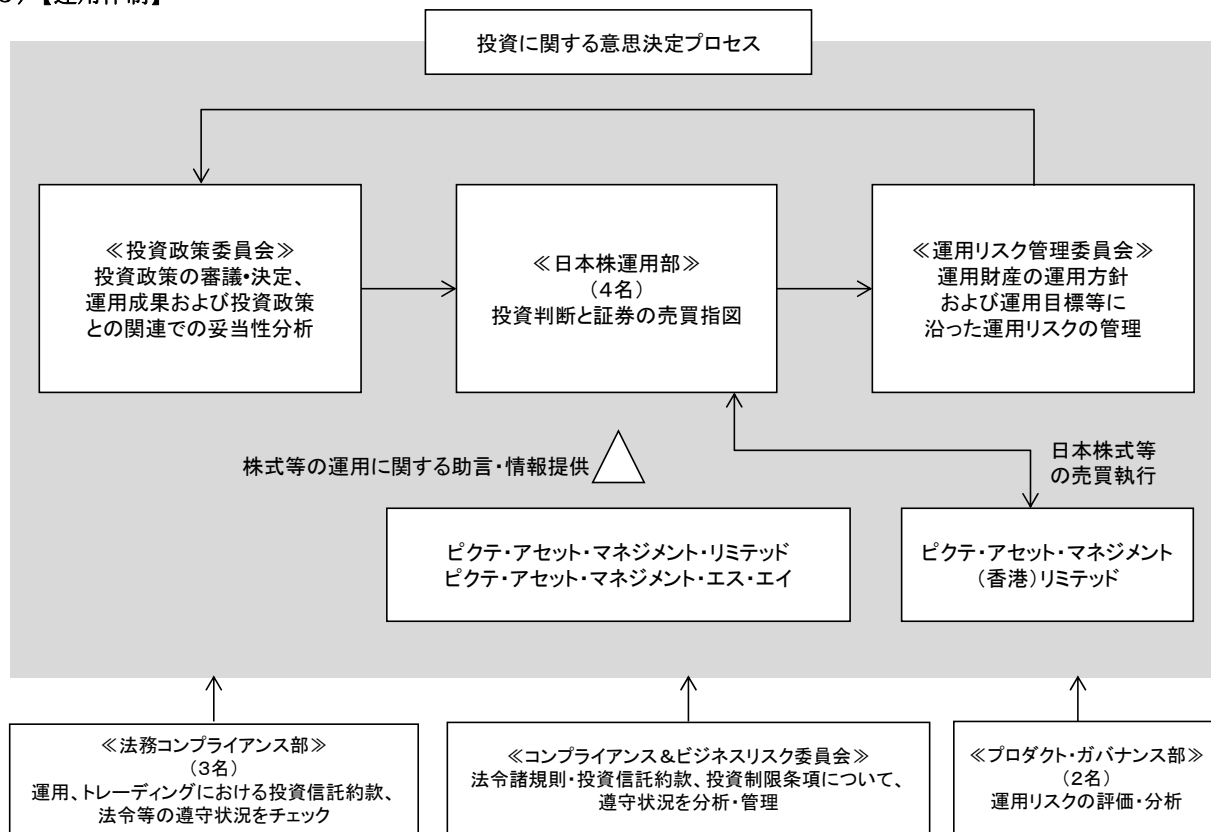 (3)【運用体制】
投資に関する意思決定プロセス
≪投資政策委員会≫
投資政策の審議・決定、
運用成果および投資政策
との関連での妥当性分析
≪日本株運用部≫
(4名)
投資判断と証券の売買指図
≪運用リスク管理委員会≫
運用財産の運用方針
および運用目標等に
沿った運用リスクの管理
株式等の運用に関する助言・情報提供
日本株式等
の売買執行
ピクテ・アセット・マネジメント・リミテッド
ピクテ・アセット・マネジメント・エス・エイ
ピクテ・アセット・マネジメント
(香港)リミテッド
≪法務コンプライアンス部≫
(3名)
運用、トレーディングにおける投資信託約款、
法令等の遵守状況をチェック
≪コンプライアンス&ビジネスリスク委員会≫
法令諸規則・投資信託約款、投資制限条項について、
遵守状況を分析・管理
≪プロダクト・ガバナンス部≫
(2名)
運用リスクの評価・分析